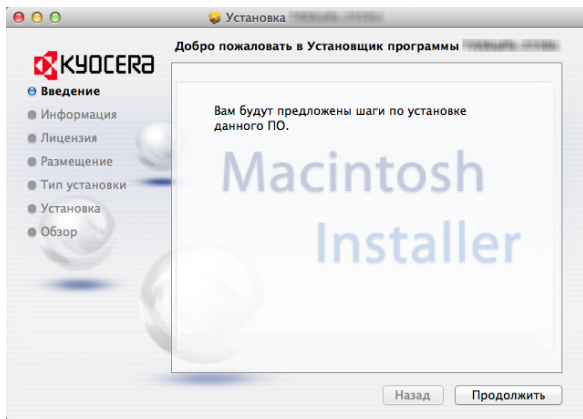 Установка
Добро пожаловать в Установщик программы
KYOCERA
Введение
Информация
Лицензия
Размещение
Тип установки
Установка
Обзор
Вам будут предложены шаги по установке
данного ПО.
Macintosh
Installer
Назад
Продолжить